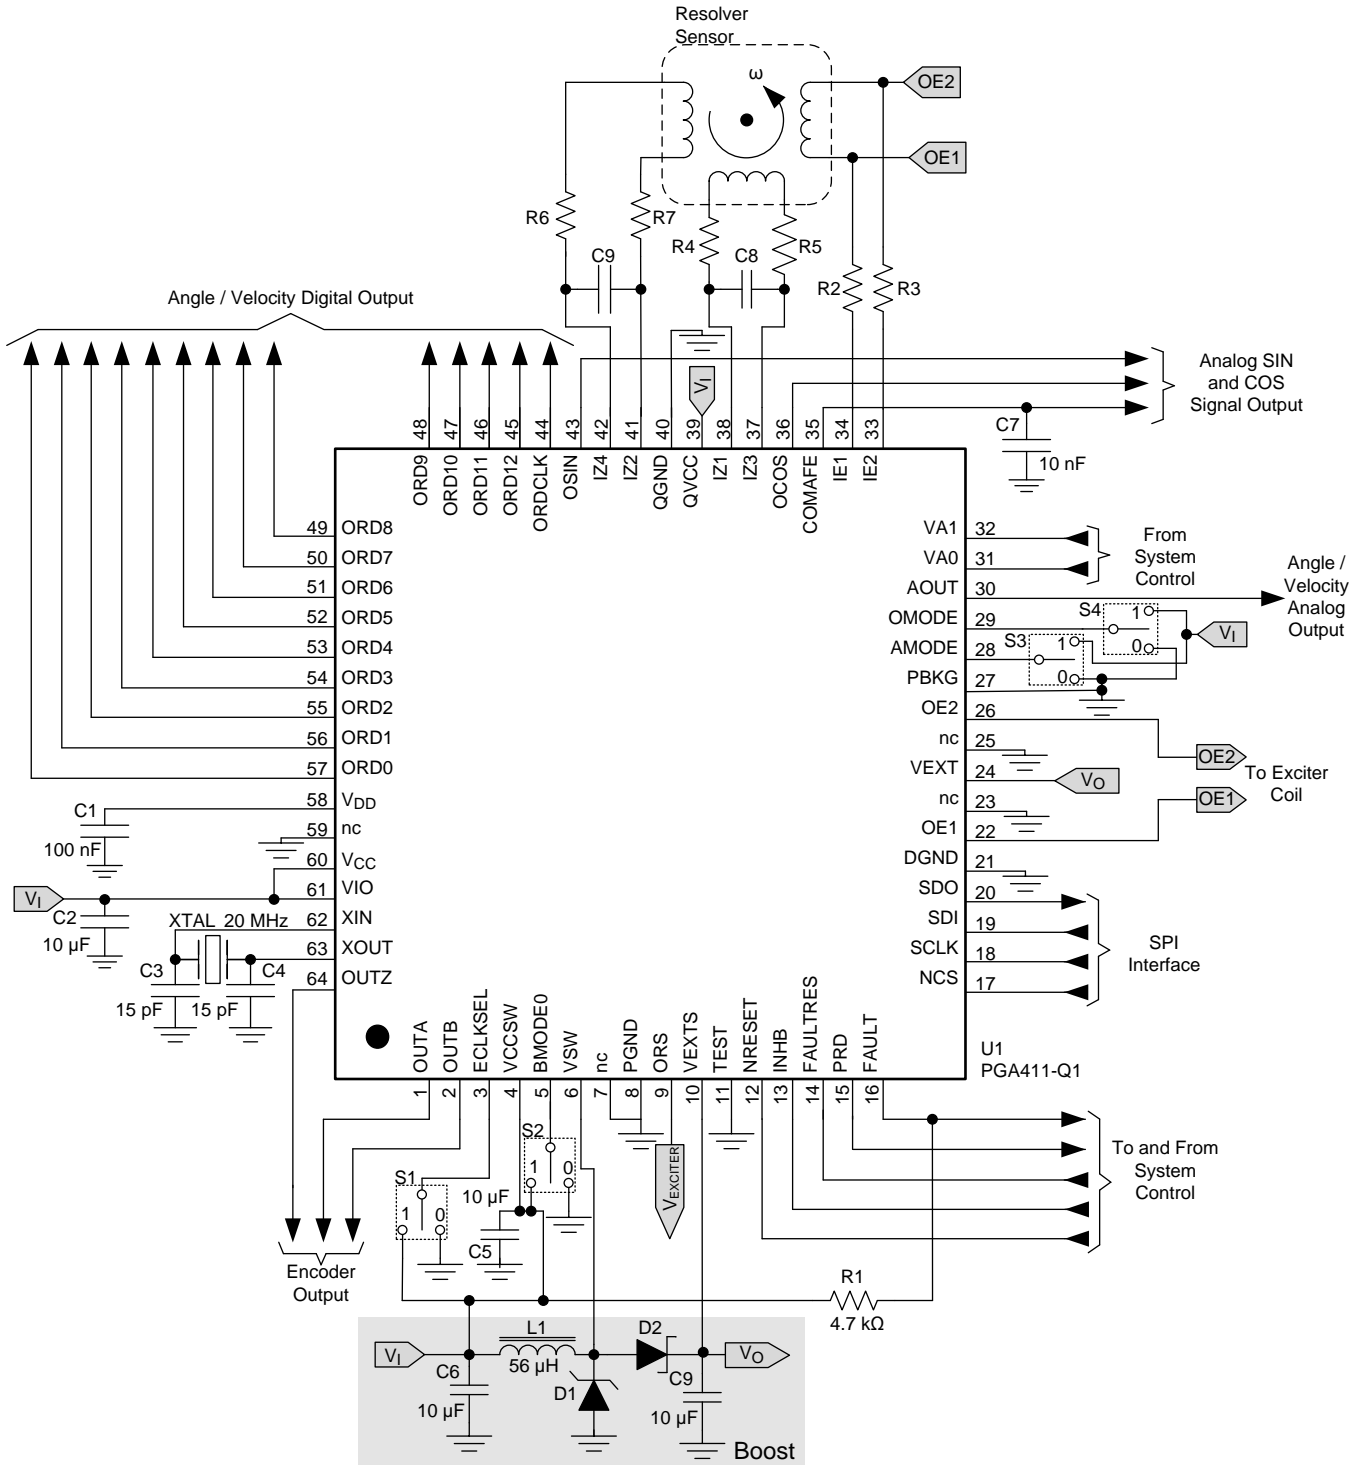 Resolver
Sensor
ω
OE2
OE1
R6
R7
R4
R5
C9
C8
R2
R3
Angle / Velocity Digital Output
Analog SIN
and COS
Signal Output
C7
10 nF
VI
48 47 46 45 44 43 42 41 40 39 38 37 36 35 34 33
ORD9
ORD10
ORD11
ORD12
ORDCLK
OSIN
IZ4
IZ2
QGND
QVCC
IZ1
IZ3
OCOS
COMAFE
IE1
IE2
49 ORD8
50 ORD7
51 ORD6
52 ORD5
53 ORD4
54 ORD3
55 ORD2
56 ORD1
57 ORD0
58 VDD
59 nc
60 VCC
61 VIO
62 XIN
63 XOUT
64 OUTZ
C1
100 nF
VI
C2
10 µF
XTAL 20 MHz
C3
15 pF
C4
15 pF
VA1 32
VA0 31
AOUT 30
OMODE 29
AMODE 28
PBKG 27
OE2 26
nc 25
VEXT 24
nc 23
OE1 22
DGND 21
SDO 20
SDI 19
SCLK 18
NCS 17
From
System
Control
Angle /
Velocity
Analog
Output
S4
1
0
S3
1
0
VI
OE2
OE1
To Exciter
Coil
VO
SPI
Interface
U1
PGA411-Q1
OUTA
OUTB
ECLKSEL
VCCSW
BMODE0
VSW
nc
PGND
ORS
VEXTS
TEST
NRESET
INHB
FAULTRES
PRD
FAULT
1 2 3 4 5 6 7 8 9 10 11 12 13 14 15 16
S2
1 0
S1
1 0
10 µF
C5
VEXCITER
To and From
System
Control
Encoder
Output
R1
4.7 kΩ
VI
L1
56 µH
D2
VO
C6
10 µF
D1
C9
10 µF
Boost